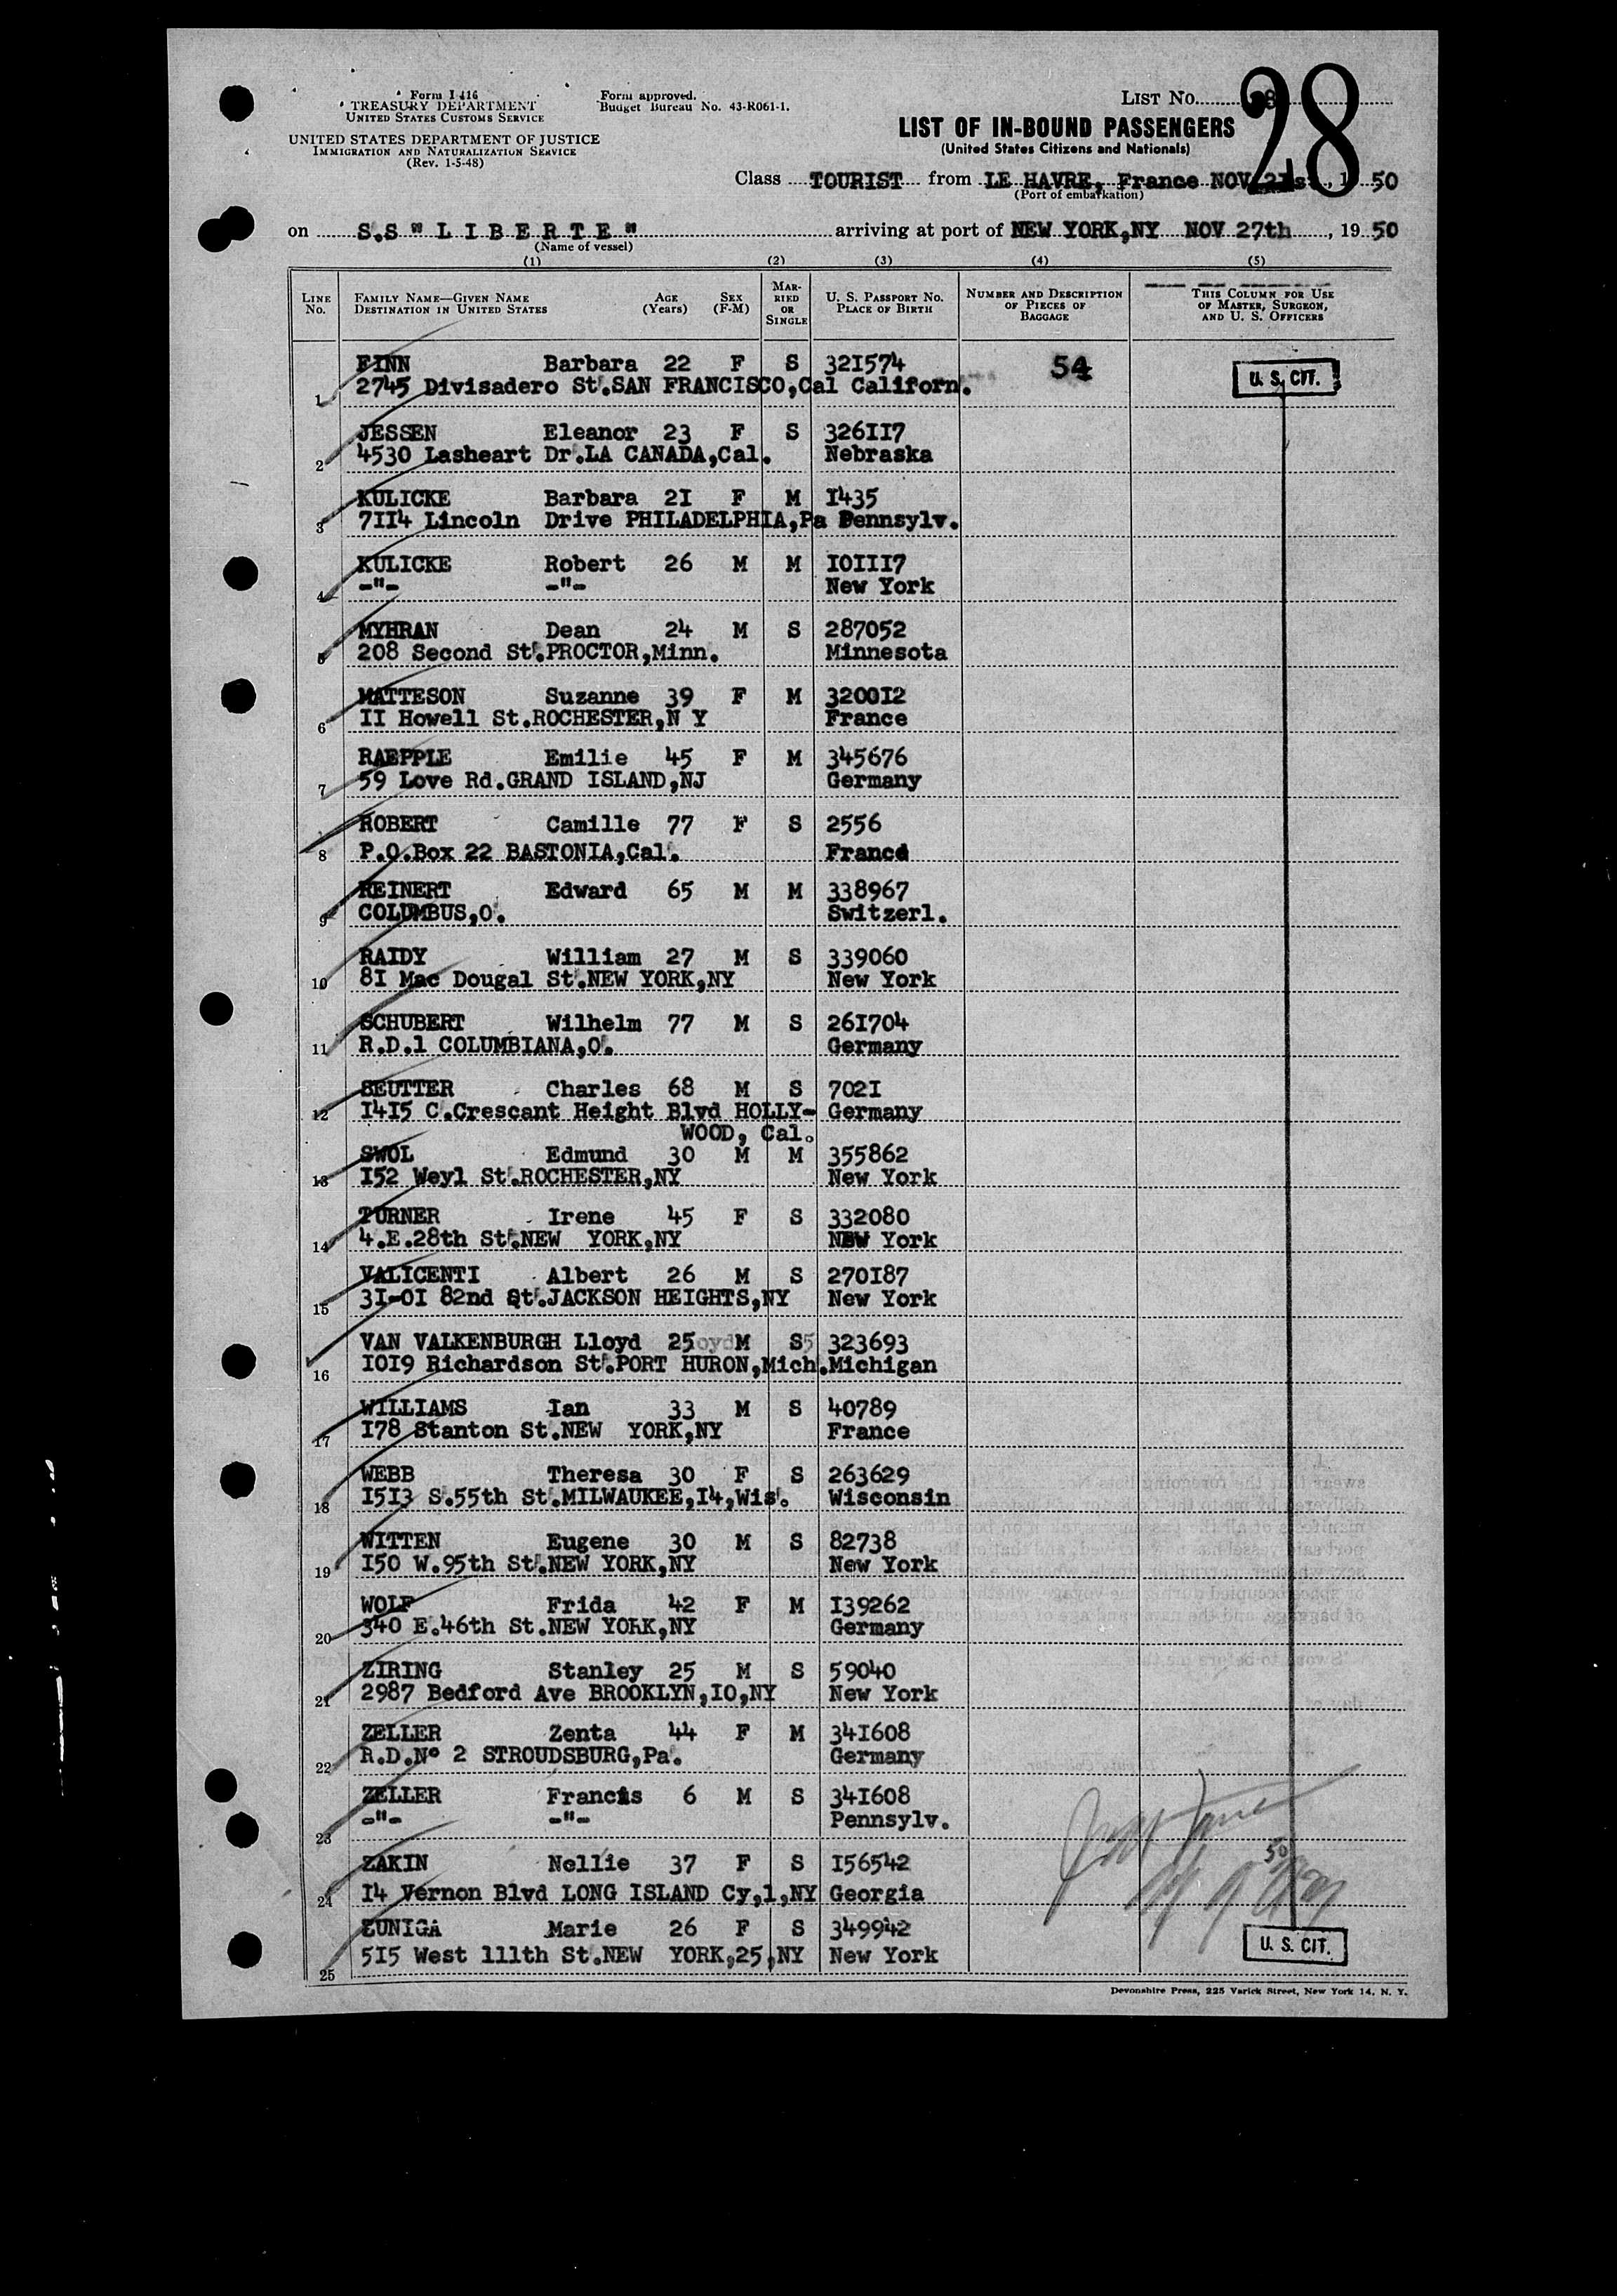 Form I 416
TREASURY DEPARTMENT
UNITED STATES CUSTOMS SERVICE
UNITED STATES DEPARTMENT OF JUSTICE
IMMIGRATION AND NATURALIZATION SERVICE
(Rev. 1-5-48)
Form approved.
Budget Bureau No. 43-R061-1.
LIST No. 28
LIST OF IN-BOUND PASSENGERS
(United States Citizens and Nationals)
Class TOURIST from LE HAVRE, France NOV 21st, 1950
(Port of embarkation)
on S.S " L I B E R T E " arriving at port of NEW YORK,NY NOV 27th, 1950
(Name of vessel)
(1) (2) (3) (4) (5)
LINE No. FAMILY NAME—GIVEN NAME DESTINATION IN UNITED STATES AGE (Years) SEX (F-M) MARRIED OR SINGLE U. S. PASSPORT No. PLACE OF BIRTH NUMBER AND DESCRIPTION OF PIECES OF BAGGAGE THIS COLUMN FOR USE OF MASTER, SURGEON, AND U. S. OFFICERS
FINN Barbara 22 F S 321574 54 U. S. CIT.
1 2745 Divisadero St.SAN FRANCISCO,Cal Californ.
JESSEN Eleanor 23 F S 326117
2 4530 Lasheart Dr.LA CANADA,Cal. Nebraska
KULICKE Barbara 21 F M 1435
3 7114 Lincoln Drive PHILADELPHIA,Pa Pennsylv.
KULICKE Robert 26 M M 101117
4 -"- -"- New York
MYHRAN Dean 24 M S 287052
5 208 Second St.PROCTOR,Minn. Minnesota
MATTESON Suzanne 39 F M 320012
6 II Howell St.ROCHESTER,N Y France
RAEPPLE Emilie 45 F M 345676
7 59 Love Rd.GRAND ISLAND,NJ Germany
ROBERT Camille 77 F S 2556
8 P.O.Box 22 BASTONIA,Cal. France
REINERT Edward 65 M M 338967
9 COLUMBUS,O. Switzerl.
RAIDY William 27 M S 339060
10 81 Mac Dougal St.NEW YORK,NY New York
SCHUBERT Wilhelm 77 M S 261704
11 R.D.1 COLUMBIANA,O. Germany
SEUTTER Charles 68 M S 7021
12 1415 C.Crescant Height Blvd HOLLY- Germany
WOOD, Cal.
SWOL Edmund 30 M M 355862
13 152 Weyl St.ROCHESTER,NY New York
TURNER Irene 45 F S 332080
14 4.E.28th St.NEW YORK,NY NEW York
VALICENTI Albert 26 M S 270187
15 31-01 82nd St.JACKSON HEIGHTS,NY New York
VAN VALKENBURGH Lloyd 25 M S 323693
16 1019 Richardson St.PORT HURON,Mich.Michigan
WILLIAMS Ian 33 M S 40789
17 178 Stanton St.NEW YORK,NY France
WEBB Theresa 30 F S 263629
18 1513 S.55th St.MILWAUKEE,14,Wis. Wisconsin
WITTEN Eugene 30 M S 82738
19 150 W.95th St.NEW YORK,NY New York
WOLF Frida 42 F M 139262
20 340 E.46th St.NEW YORK,NY Germany
ZIRING Stanley 25 M S 59040
21 2987 Bedford Ave BROOKLYN,10,NY New York
ZELLER Zenta 44 F M 341608
22 R.D.N° 2 STROUDSBURG,Pa. Germany
ZELLER Francis 6 M S 341608
23 -"- -"- Pennsylv.
ZAKIN Nellie 37 F S 156542
24 14 Vernon Blvd LONG ISLAND Cy,1,NY Georgia
ZUNIGA Marie 26 F S 349942
25 515 West 111th St.NEW YORK,25,NY New York
U. S. CIT.
Devonshire Press, 225 Varick Street, New York 14, N. Y.